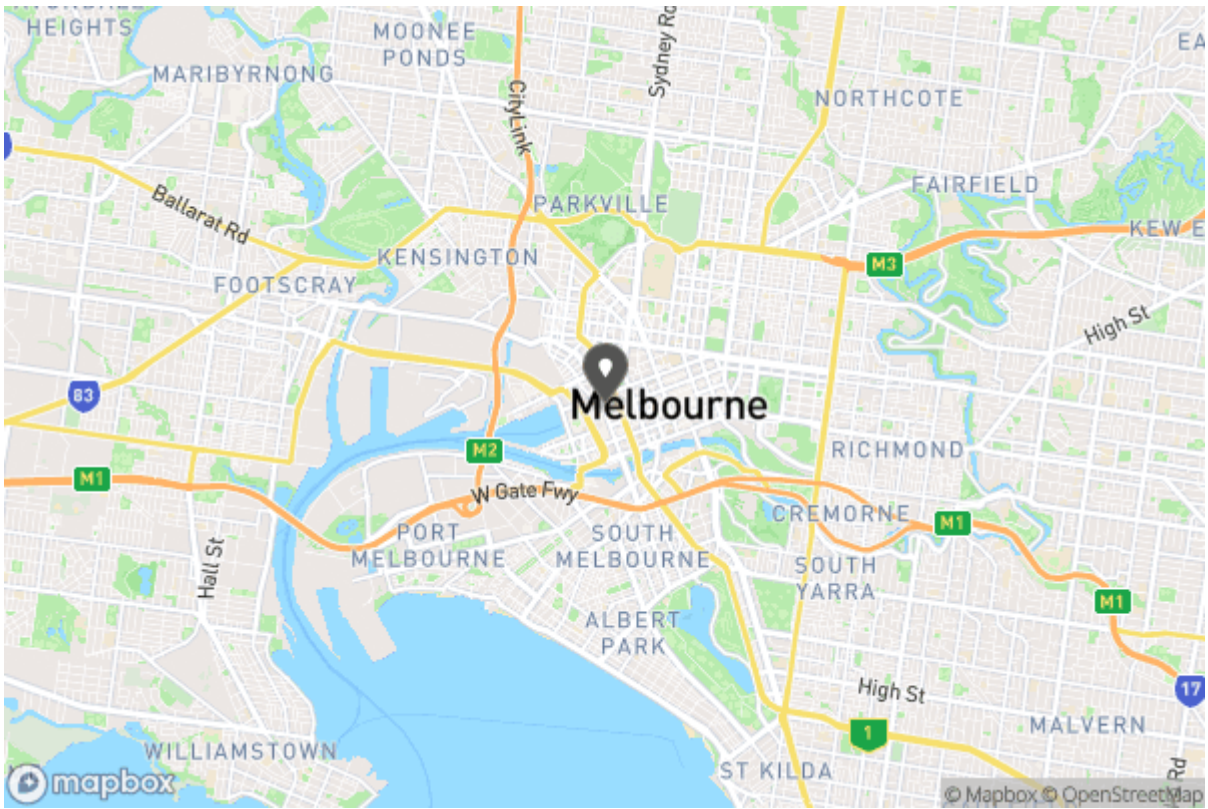 HEIGHTS
MOONEE
PONDS
MARIBYRNONG
Sydney Rd
CityLink
NORTHCOTE
EA
FAIRFIELD
PARKVILLE
Ballarat Rd
KENSINGTON
KEW E
FOOTSCRAY
M3
High St
83
Melbourne
M2
RICHMOND
M1
W Gate Fwy
CREMORNE
M1
PORT
MELBOURNE
SOUTH
MELBOURNE
SOUTH
YARRA
Hall St
M1
ALBERT
PARK
High St
17
MALVERN
1
WILLIAMSTOWN
ST KILDA
Rd
mapbox
© Mapbox © OpenStreetMap